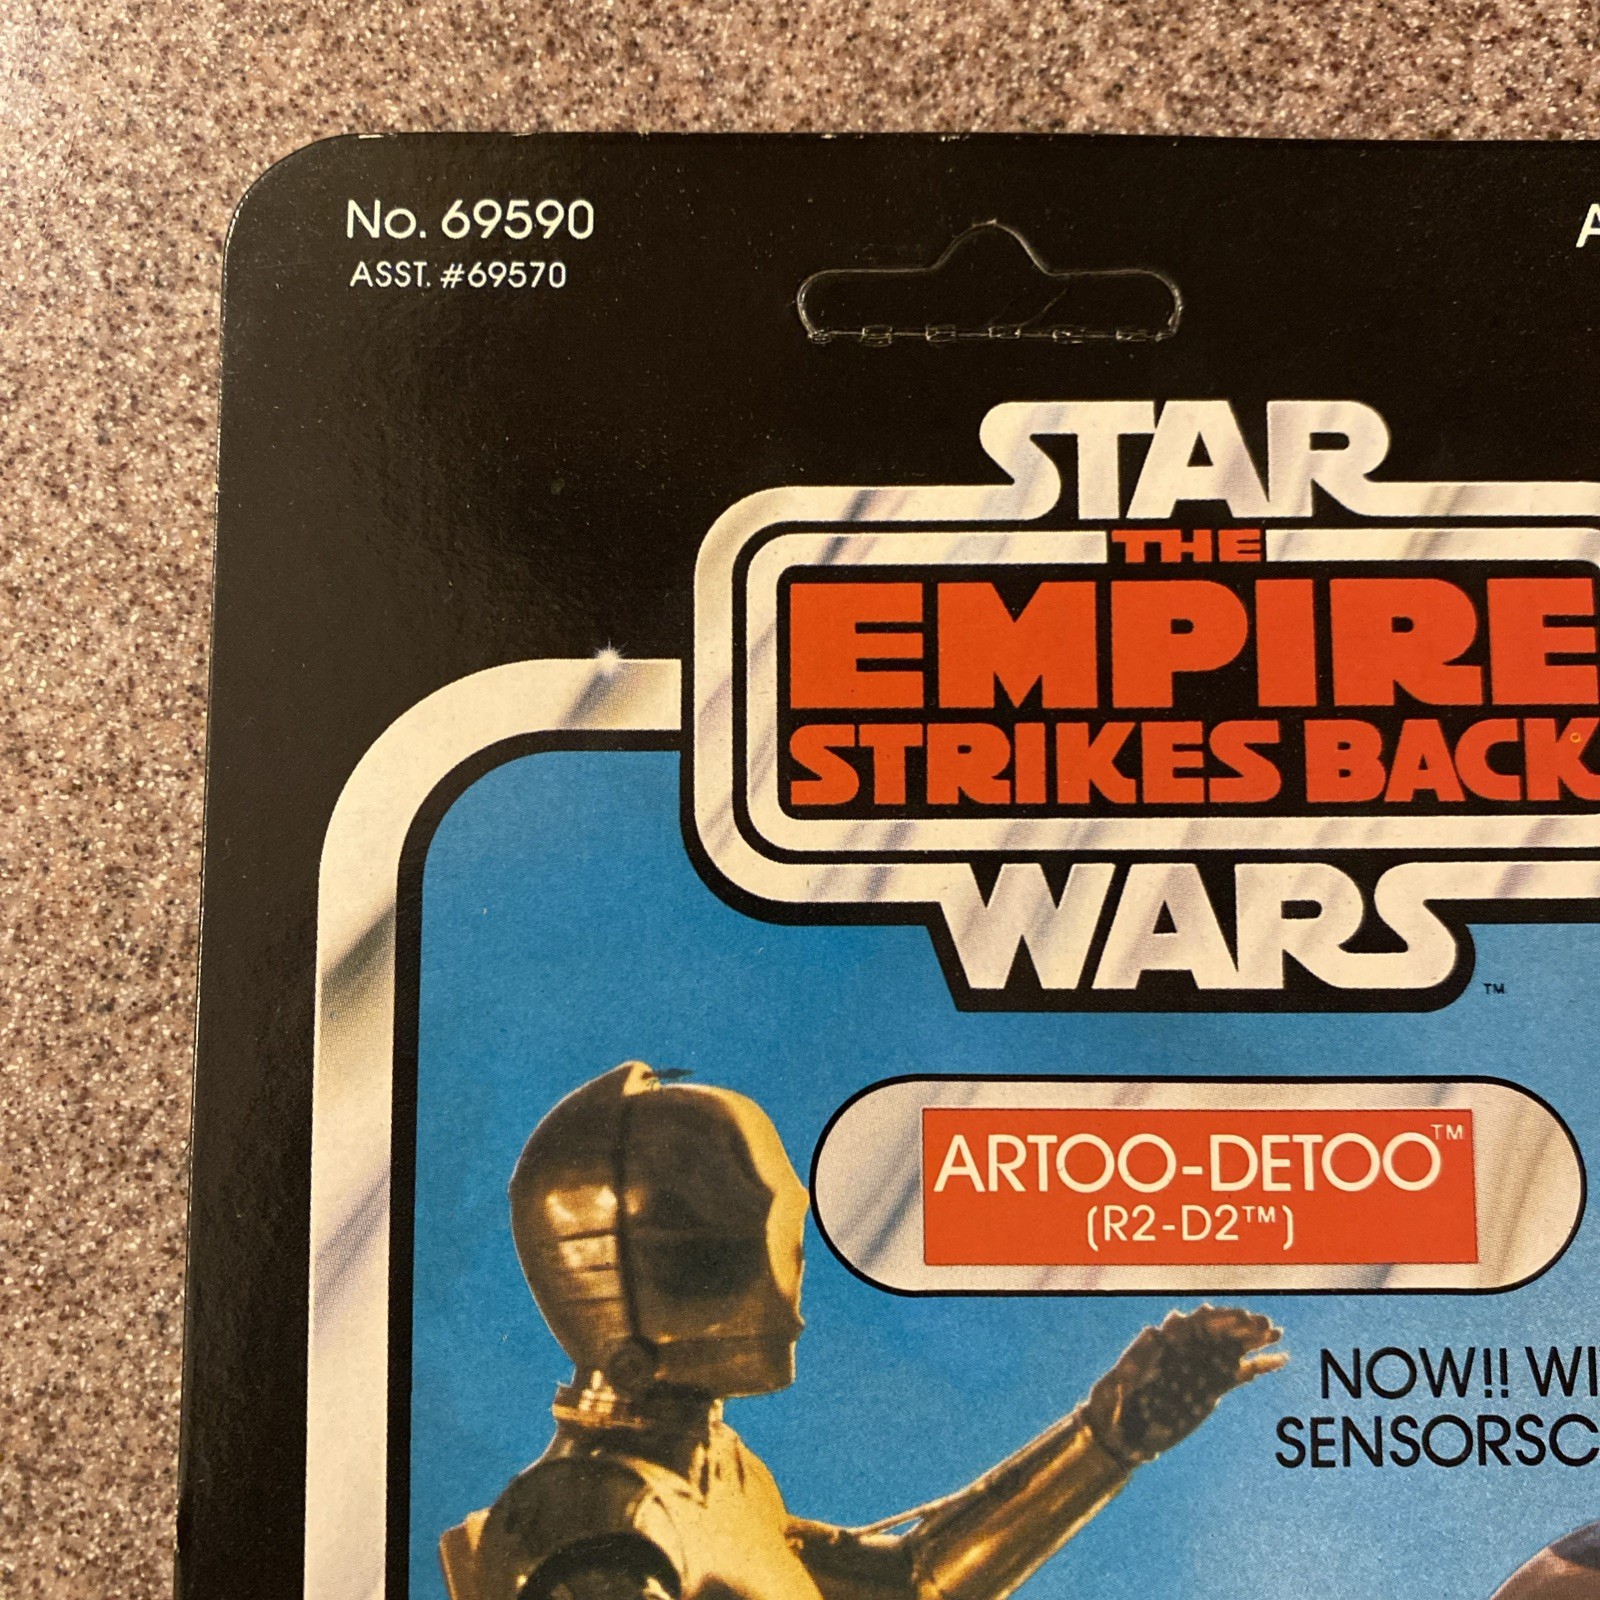 No. 69590
ASST. #69570
STAR
THE
EMPIRE
STRIKES BACK
WARS
TM
ARTOO-DETOO™
(R2-D2™)
NOW!!